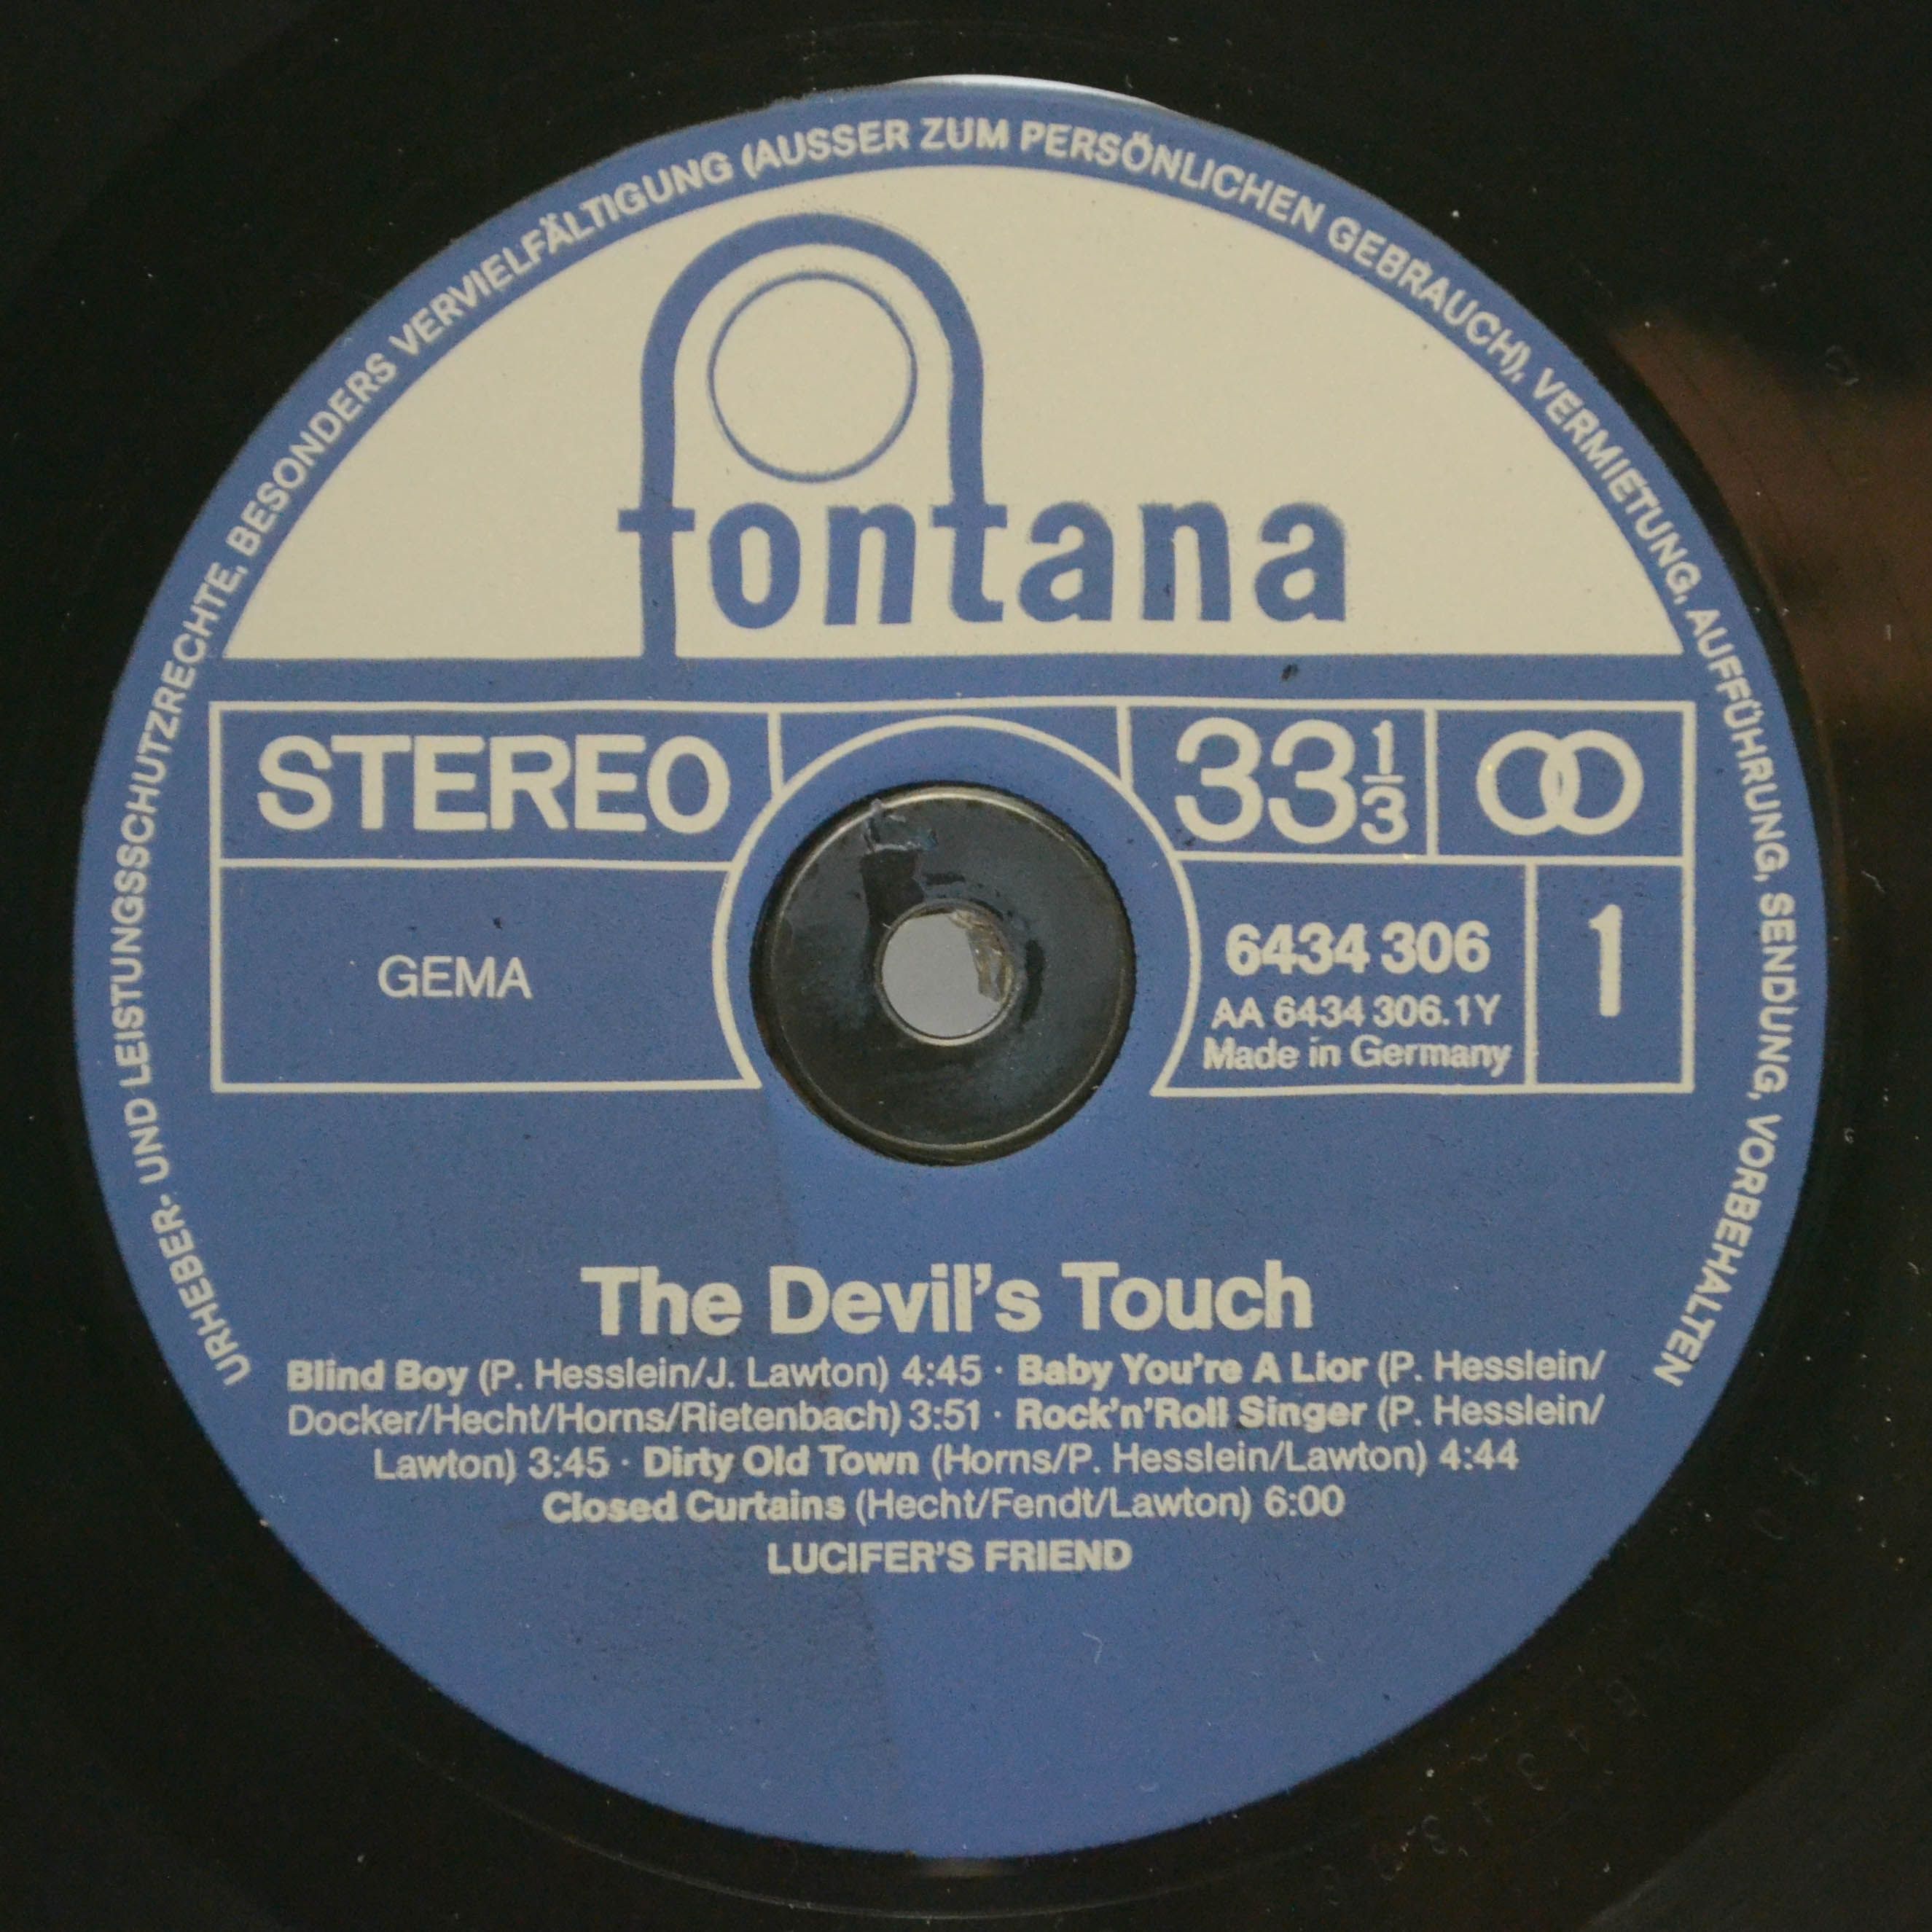 URHEBER- UND LEISTUNGSSCHUTZRECHTE, BESONDERS VERVIELFÄLTIGUNG (AUSSER ZUM PERSÖNLICHEN GEBRAUCH), VERMIETUNG, AUFFÜHRUNG, SENDUNG, VORBEHALTEN
fontana
STEREO
33 1/3
GEMA
6434 306
AA 6434 306.1Y
Made in Germany
1
The Devil's Touch
Blind Boy (P. Hesslein/J. Lawton) 4:45 · Baby You're A Lior (P. Hesslein/
Docker/Hecht/Horns/Rietenbach) 3:51 · Rock'n'Roll Singer (P. Hesslein/
Lawton) 3:45 · Dirty Old Town (Horns/P. Hesslein/Lawton) 4:44
Closed Curtains (Hecht/Fendt/Lawton) 6:00
LUCIFER'S FRIEND